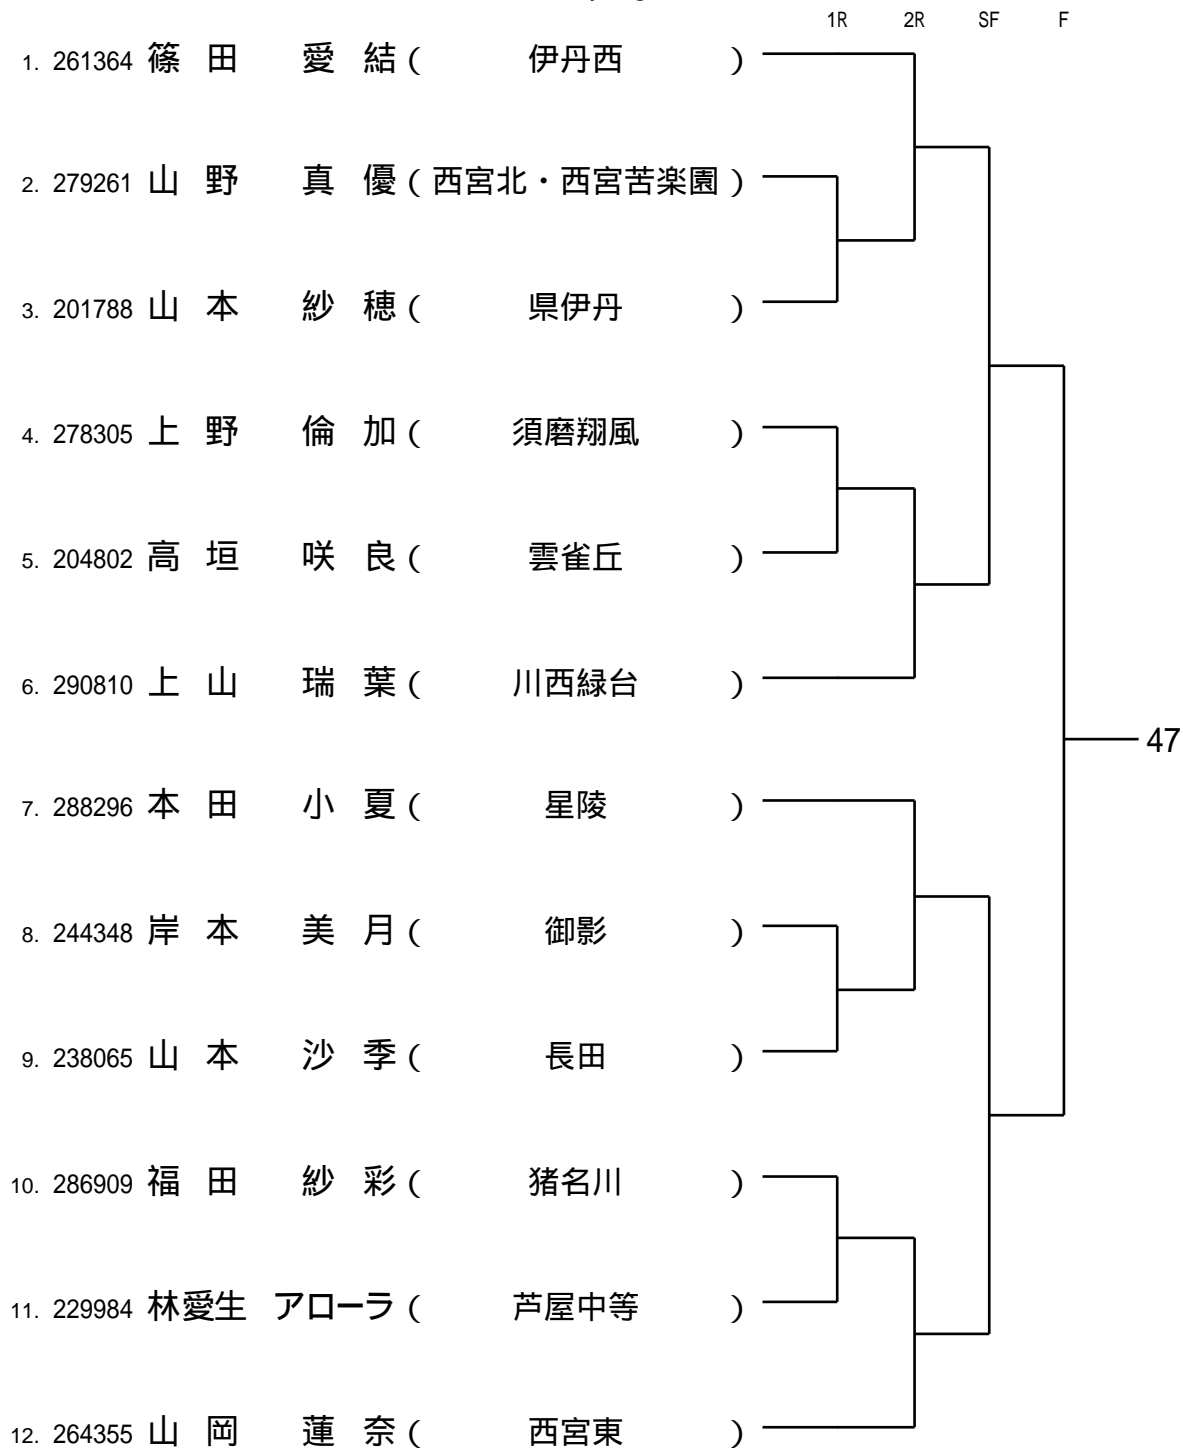 1R 2R SF F
1. 261364 篠 田 愛 結 ( 伊丹西 )
2. 279261 山 野 真 優 ( 西宮北・西宮苦楽園 )
3. 201788 山 本 紗 穂 ( 県伊丹 )
4. 278305 上 野 倫 加 ( 須磨翔風 )
5. 204802 高 垣 咲 良 ( 雲雀丘 )
6. 290810 上 山 瑞 葉 ( 川西緑台 )
47
7. 288296 本 田 小 夏 ( 星陵 )
8. 244348 岸 本 美 月 ( 御影 )
9. 238065 山 本 沙 季 ( 長田 )
10. 286909 福 田 紗 彩 ( 猪名川 )
11. 229984 林愛生 アローラ ( 芦屋中等 )
12. 264355 山 岡 蓮 奈 ( 西宮東 )